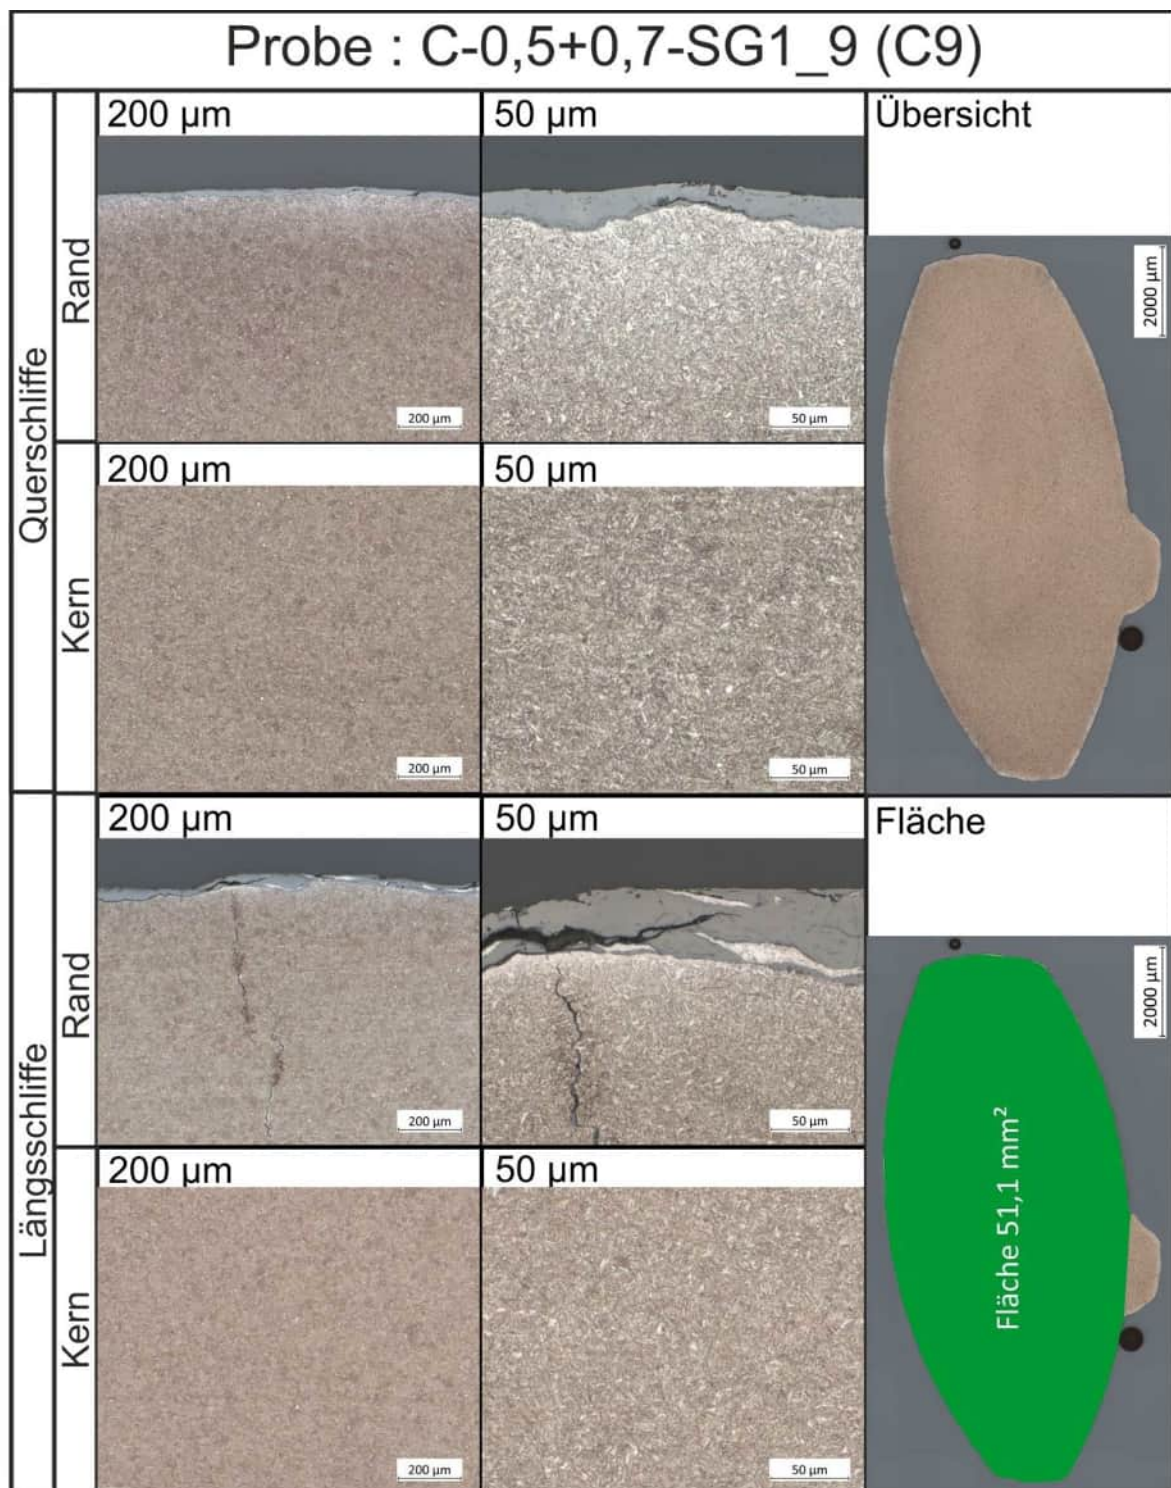 Probe : C-0,5+0,7-SG1_9 (C9)
Querschliffe
Rand
200 µm
200 µm
50 µm
50 µm
Übersicht
2000 µm
Kern
200 µm
200 µm
50 µm
50 µm
Längsschliffe
Rand
200 µm
200 µm
50 µm
50 µm
Fläche
2000 µm
Fläche 51,1 mm²
Kern
200 µm
200 µm
50 µm
50 µm